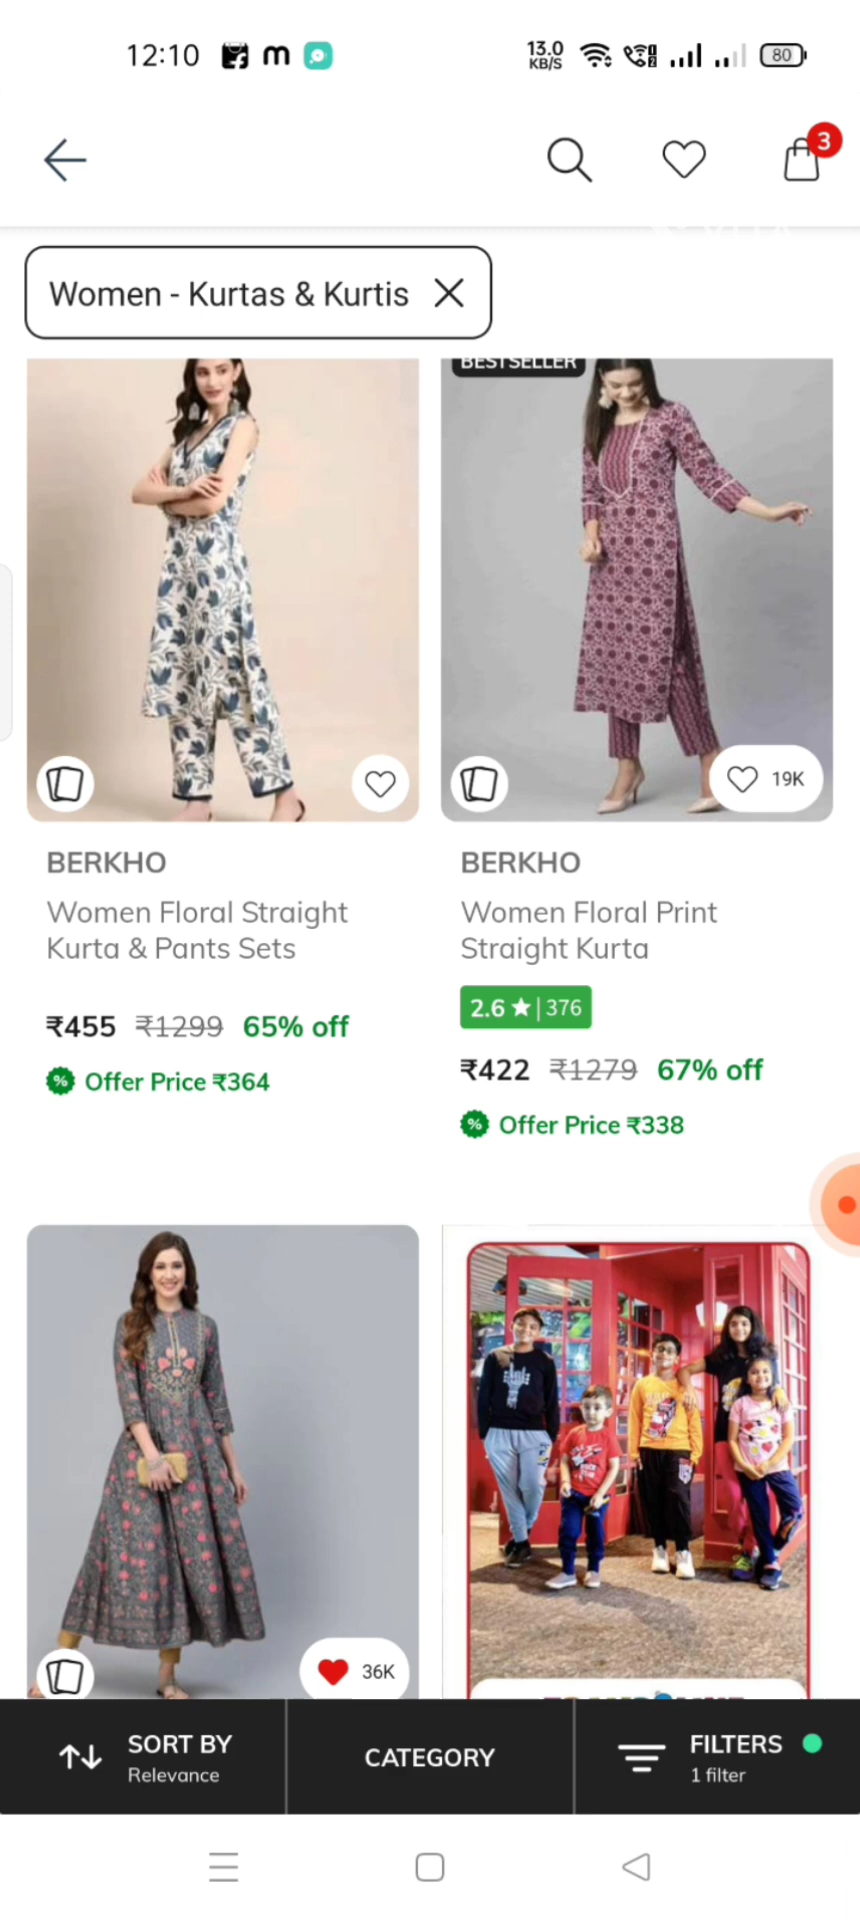 12:10
13.0
KB/S
80
3
Women - Kurtas & Kurtis
BESTSELLER
19K
BERKHO
Women Floral Straight
Kurta & Pants Sets
₹455 ₹1299 65% off
% Offer Price ₹364
BERKHO
Women Floral Print
Straight Kurta
2.6 ★ | 376
₹422 ₹1279 67% off
% Offer Price ₹338
36K
SORT BY
Relevance
CATEGORY
FILTERS
1 filter